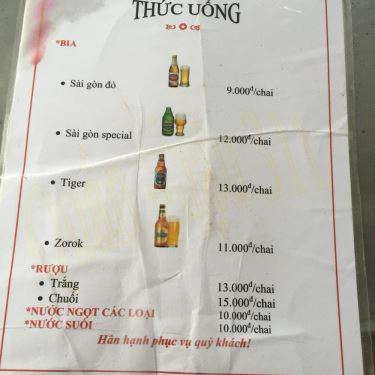 THỨC UỐNG
*BIA
• Sài gòn đỏ 9.000đ/chai
• Sài gòn special 12.000đ/chai
• Tiger 13.000đ/chai
• Zorok 11.000đ/chai
*RƯỢU
• Trắng 13.000đ/chai
• Chuối 15.000đ/chai
*NƯỚC NGỌT CÁC LOẠI 10.000đ/chai
*NƯỚC SUỐI 10.000đ/chai
Hân hạnh phục vụ quý khách!